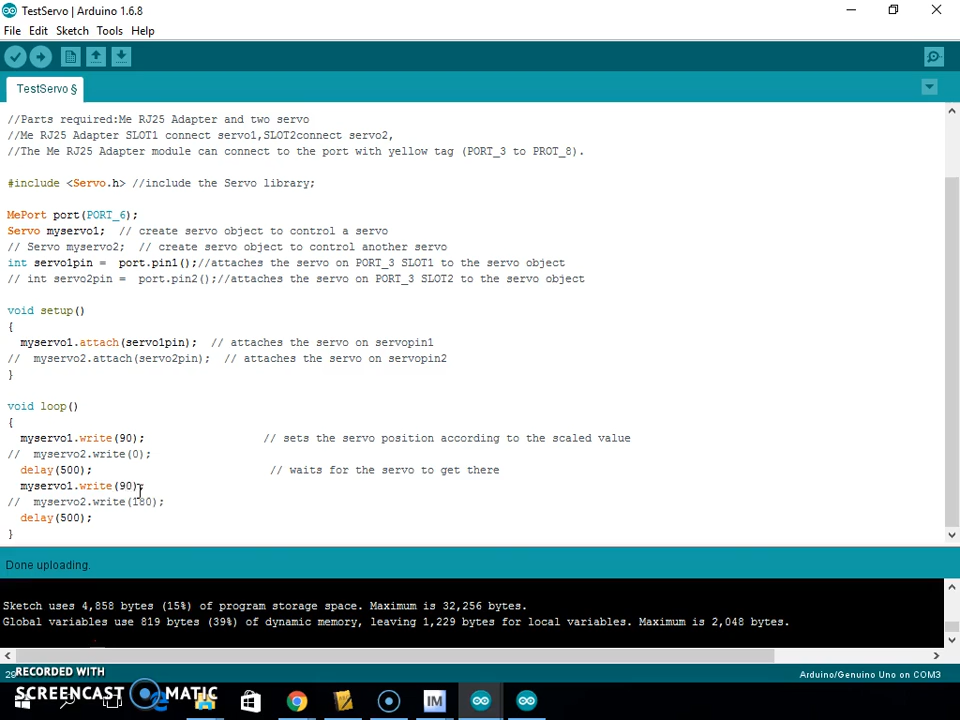 TestServo | Arduino 1.6.8
File Edit Sketch Tools Help
TestServo §
//Parts required:Me RJ25 Adapter and two servo
//Me RJ25 Adapter SLOT1 connect servo1,SLOT2connect servo2,
//The Me RJ25 Adapter module can connect to the port with yellow tag (PORT_3 to PROT_8).
#include <Servo.h> //include the Servo library;
MePort port(PORT_6);
Servo myservo1;  // create servo object to control a servo
// Servo myservo2;  // create servo object to control another servo
int servo1pin =  port.pin1();//attaches the servo on PORT_3 SLOT1 to the servo object
// int servo2pin =  port.pin2();//attaches the servo on PORT_3 SLOT2 to the servo object
void setup()
{
  myservo1.attach(servo1pin);  // attaches the servo on servopin1
//  myservo2.attach(servo2pin);  // attaches the servo on servopin2
}
void loop()
{
  myservo1.write(90);                  // sets the servo position according to the scaled value
//  myservo2.write(0);
  delay(500);                           // waits for the servo to get there
  myservo1.write(90);
//  myservo2.write(180);
  delay(500);
}
Done uploading.
Sketch uses 4,858 bytes (15%) of program storage space. Maximum is 32,256 bytes.
Global variables use 819 bytes (39%) of dynamic memory, leaving 1,229 bytes for local variables. Maximum is 2,048 bytes.
RECORDED WITH
Arduino/Genuino Uno on COM3
SCREENCAST MATIC
IM